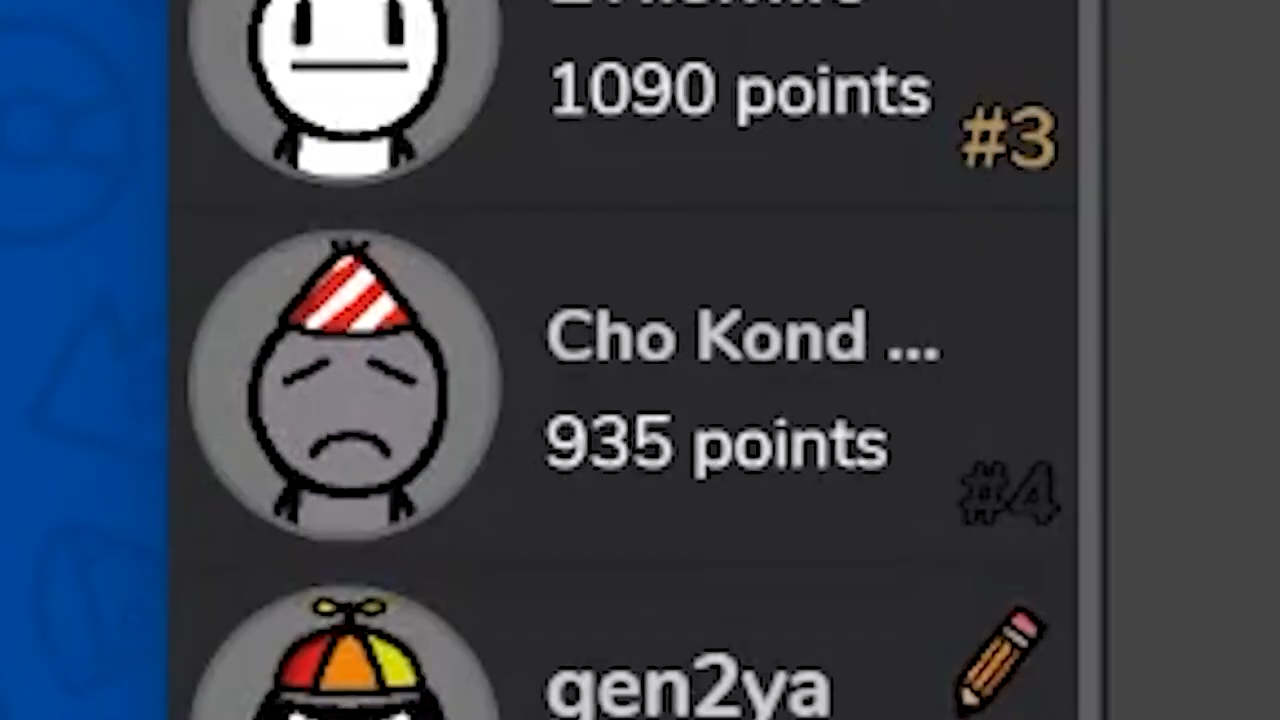 1090 points
#3
Cho Kond ...
935 points
#4
gen2ya